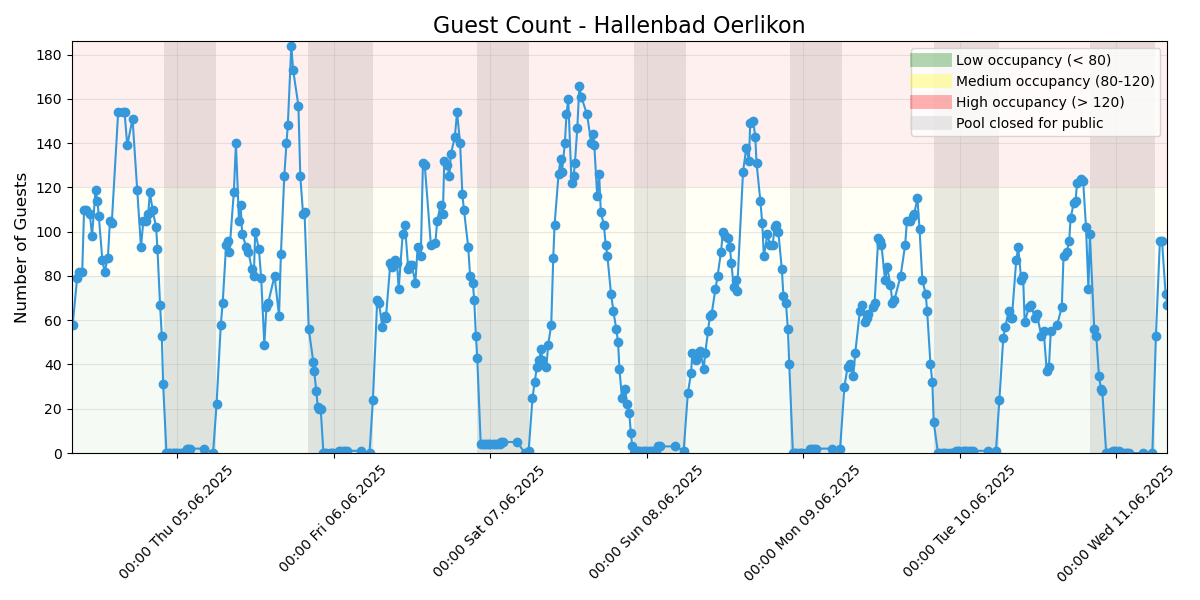 Guest Count - Hallenbad Oerlikon
Number of Guests
180
160
140
120
100
80
60
40
20
0
Low occupancy (< 80)
Medium occupancy (80-120)
High occupancy (> 120)
Pool closed for public
00:00 Thu 05.06.2025
00:00 Fri 06.06.2025
00:00 Sat 07.06.2025
00:00 Sun 08.06.2025
00:00 Mon 09.06.2025
00:00 Tue 10.06.2025
00:00 Wed 11.06.2025